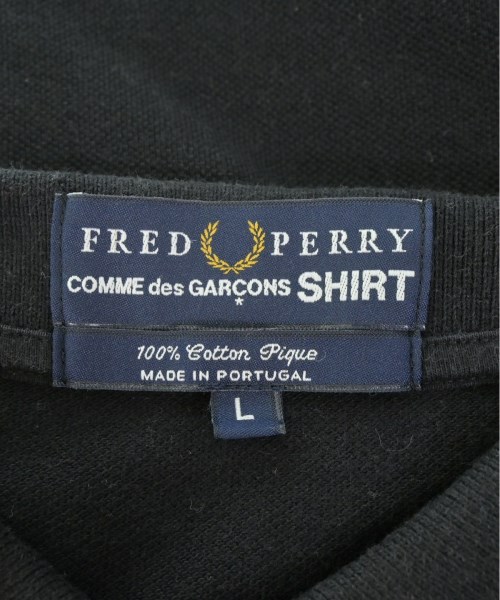 FRED PERRY
COMME des GARÇONS SHIRT
*
100% Cotton Pique
MADE IN PORTUGAL
L